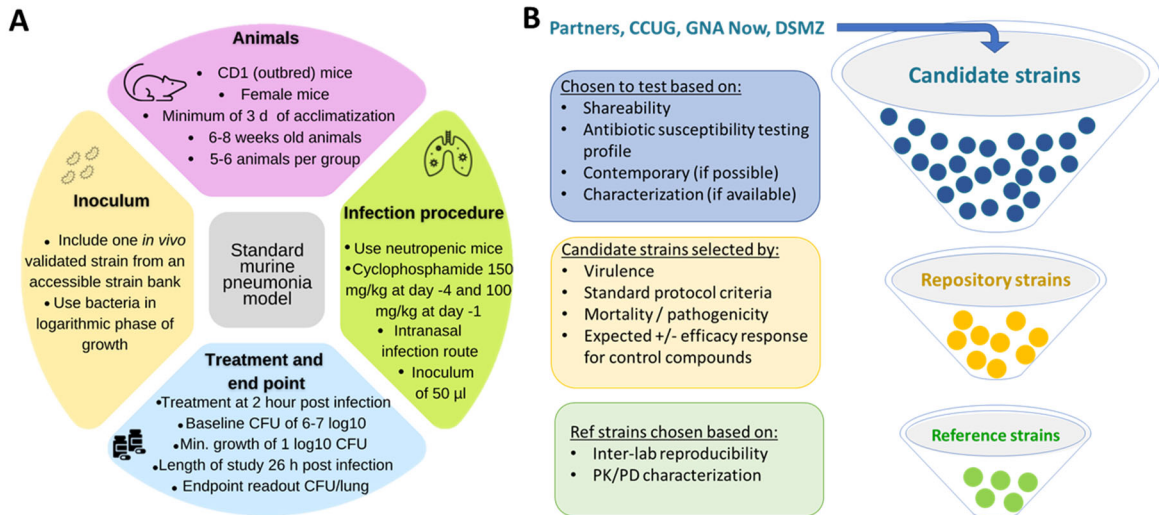 A
Animals
• CD1 (outbred) mice
• Female mice
• Minimum of 3 d of acclimatization
• 6-8 weeks old animals
• 5-6 animals per group
Inoculum
• Include one in vivo
validated strain from an
accessible strain bank
• Use bacteria in
logarithmic phase of
growth
Standard
murine
pneumonia
model
Infection procedure
• Use neutropenic mice
• Cyclophosphamide 150
mg/kg at day -4 and 100
mg/kg at day -1
• Intranasal
infection route
• Inoculum
of 50 µl
Treatment and
end point
•Treatment at 2 hour post infection
•Baseline CFU of 6-7 log10
•Min. growth of 1 log10 CFU
•Length of study 26 h post infection
• Endpoint readout CFU/lung
B
Partners, CCUG, GNA Now, DSMZ
Candidate strains
Chosen to test based on:
• Shareability
• Antibiotic susceptibility testing
profile
• Contemporary (if possible)
• Characterization (if available)
Candidate strains selected by:
• Virulence
• Standard protocol criteria
• Mortality / pathogenicity
• Expected +/- efficacy response
for control compounds
Repository strains
Ref strains chosen based on:
• Inter-lab reproducibility
• PK/PD characterization
Reference strains